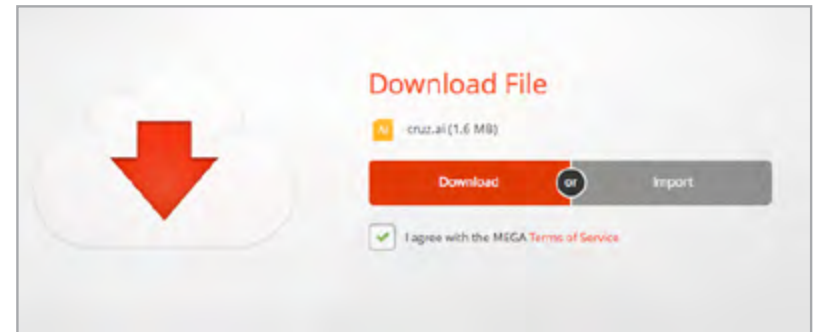 Download File
Ai cruz.ai (1.6 MB)
Download or Import
I agree with the MEGA Terms of Service